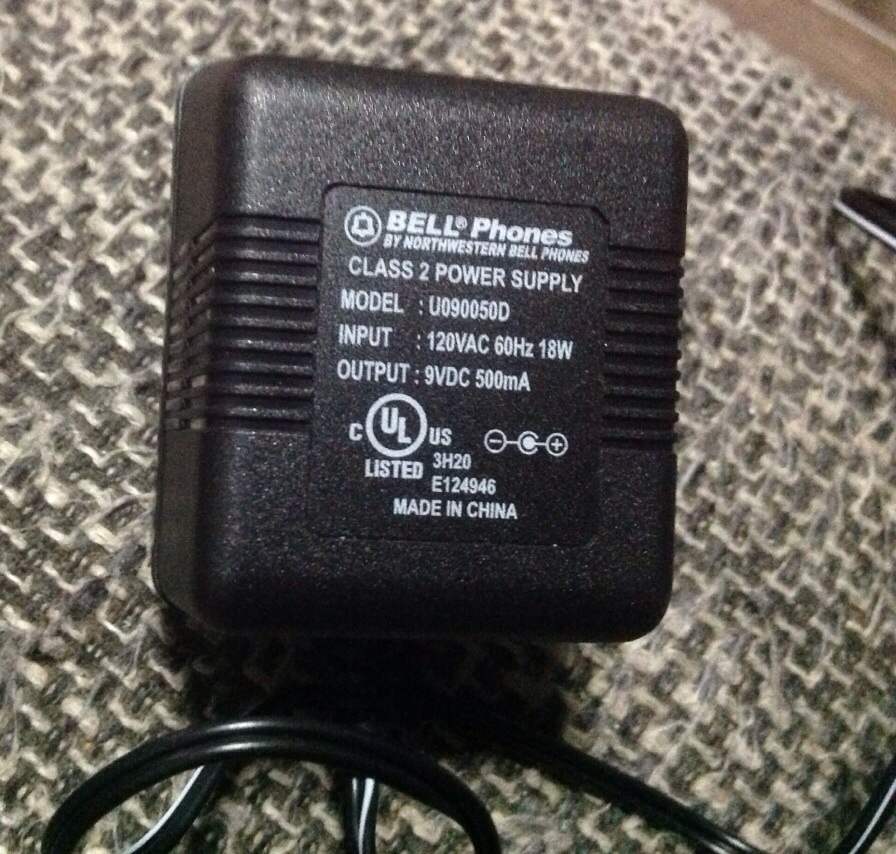 BELL® Phones
BY NORTHWESTERN BELL PHONES
CLASS 2 POWER SUPPLY
MODEL : U090050D
INPUT : 120VAC 60Hz 18W
OUTPUT : 9VDC 500mA
C UL US
LISTED 3H20
E124946
MADE IN CHINA